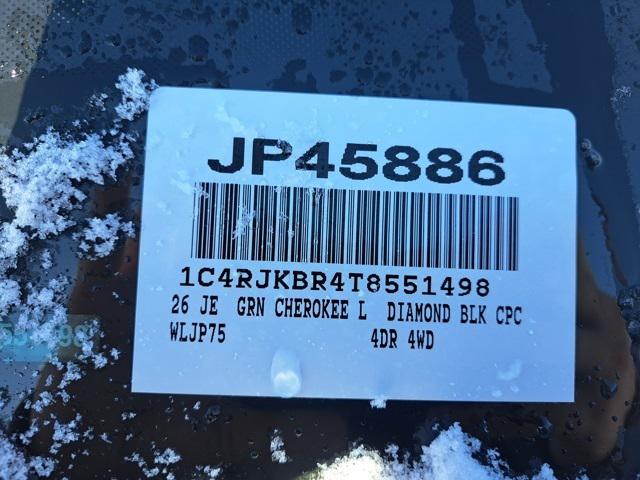 JP45886
1C4RJKBR4T8551498
26 JE GRN CHEROKEE L DIAMOND BLK CPC
WLJP75 4DR 4WD